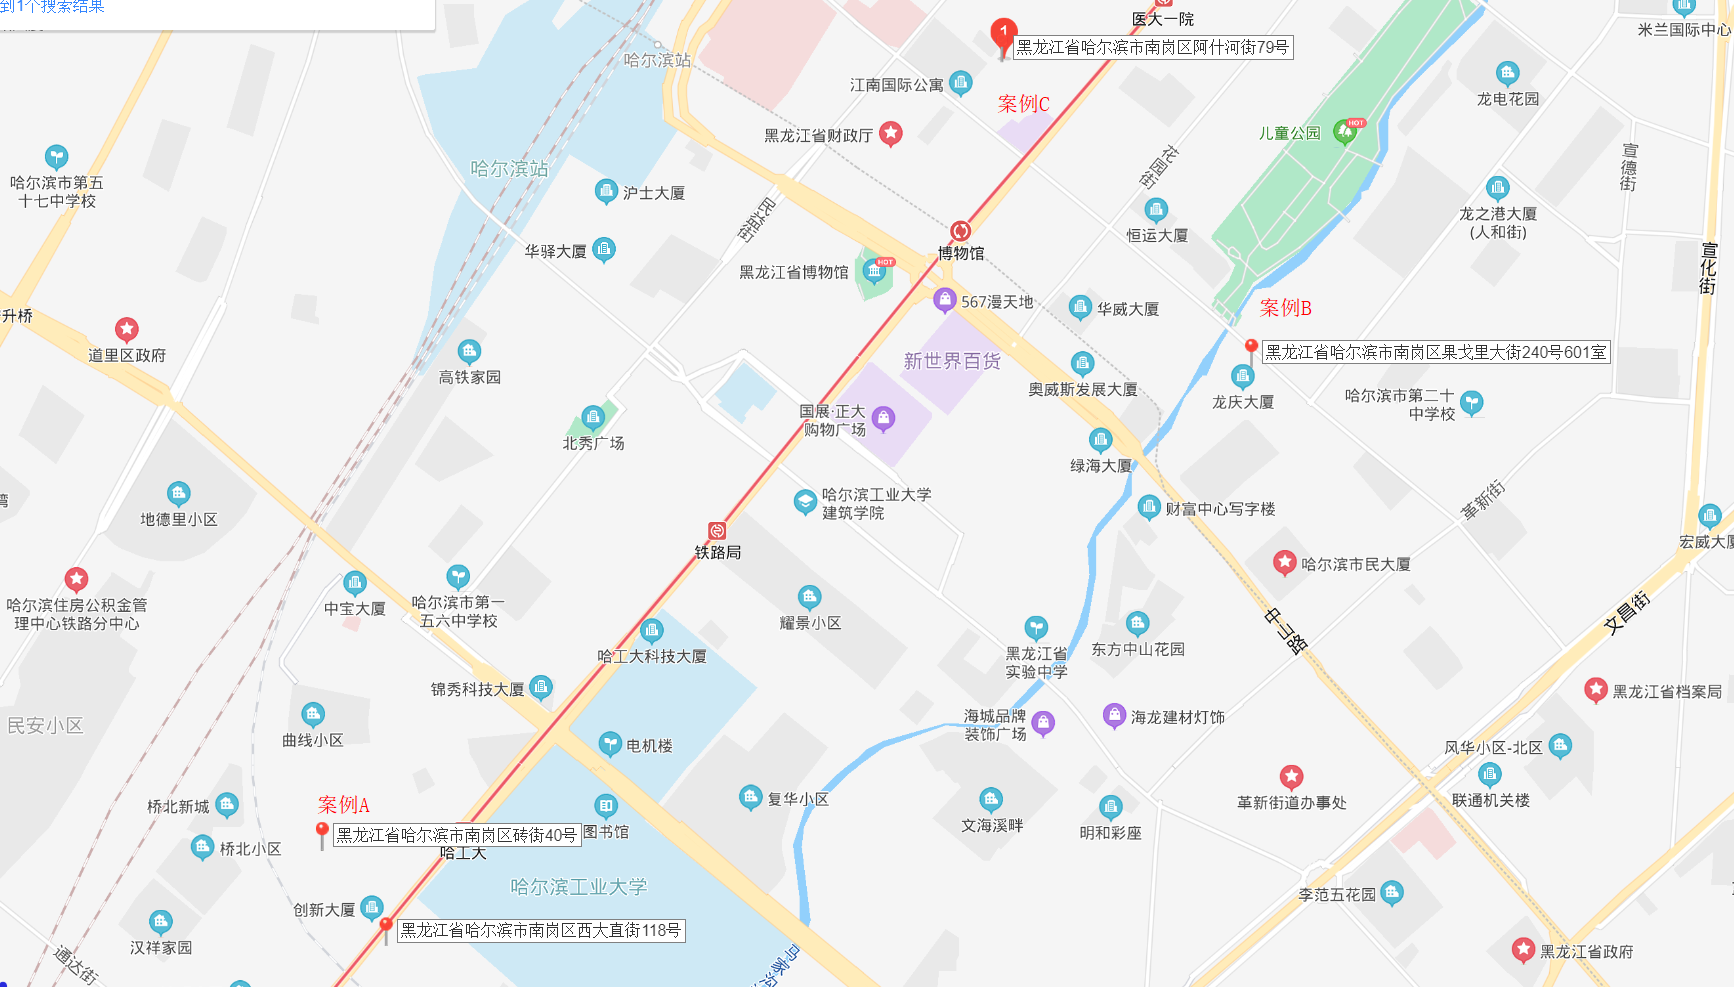 到1个搜索结果
医大一院
米兰国际中心
黑龙江省哈尔滨市南岗区阿什河街79号
哈尔滨站
江南国际公寓
案例C
龙电花园
黑龙江省财政厅
儿童公园
HOT
哈尔滨站
花园街
宣德街
哈尔滨市第五
十七中学校
沪士大厦
民益街
恒运大厦
龙之港大厦
(人和街)
华驿大厦
博物馆
宣化街
黑龙江省博物馆
HOT
567漫天地
华威大厦
案例B
升桥
道里区政府
黑龙江省哈尔滨市南岗区果戈里大街240号601室
新世界百货
高铁家园
奥威斯发展大厦
龙庆大厦
哈尔滨市第二十
中学校
国展·正大
购物广场
北秀广场
绿海大厦
哈尔滨工业大学
建筑学院
地德里小区
财富中心写字楼
革新街
湾
铁路局
宏威大厦
哈尔滨市民大厦
哈尔滨住房公积金管
理中心铁路分中心
中宝大厦
哈尔滨市第一
五六中学校
耀景小区
中山路
文昌街
哈工大科技大厦
黑龙江省
实验中学
东方中山花园
锦秀科技大厦
黑龙江省档案局
民安小区
曲线小区
电机楼
海城品牌
装饰广场
海龙建材灯饰
风华小区-北区
桥北新城
案例A
复华小区
文海溪畔
明和彩座
革新街道办事处
联通机关楼
黑龙江省哈尔滨市南岗区砖街40号
图书馆
哈工大
桥北小区
哈尔滨工业大学
李范五花园
创新大厦
黑龙江省哈尔滨市南岗区西大直街118号
汉祥家园
通达街
马家沟
黑龙江省政府
1